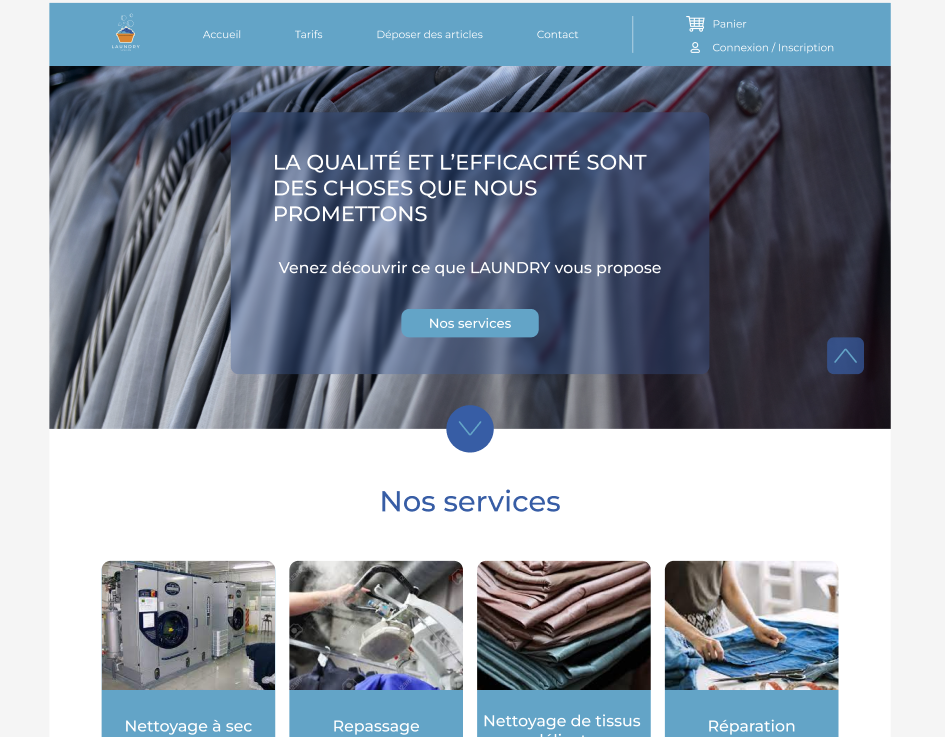 LAUNDRY
Accueil
Tarifs
Déposer des articles
Contact
Panier
Connexion / Inscription
LA QUALITÉ ET L’EFFICACITÉ SONT
DES CHOSES QUE NOUS
PROMETTONS
Venez découvrir ce que LAUNDRY vous propose
Nos services
Nos services
Nettoyage à sec
Repassage
Nettoyage de tissus
Réparation